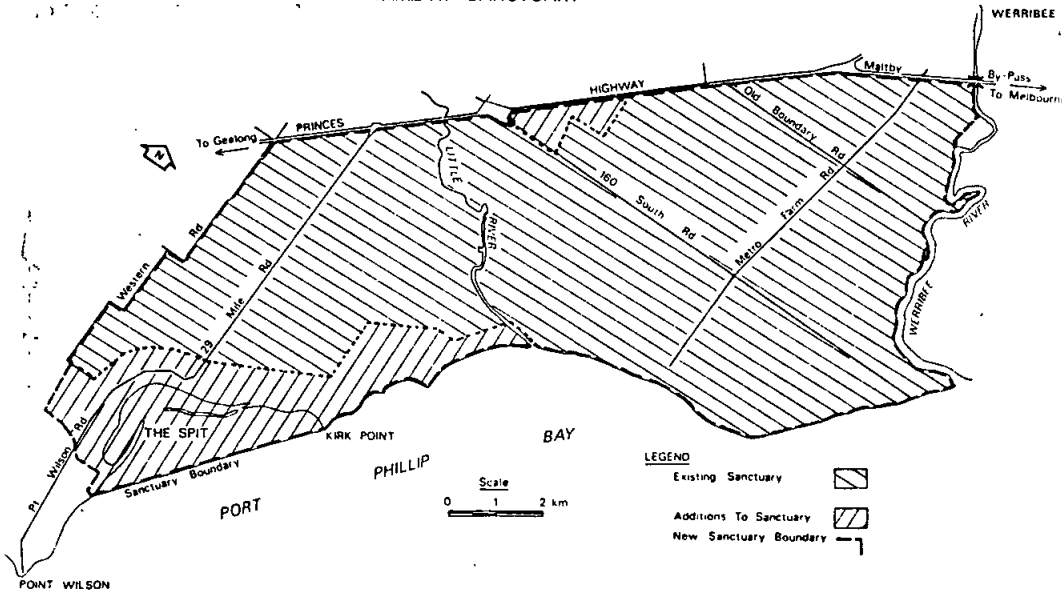 SANCTUARY
WERRIBEE
Maltby
By-Pass
To Melbourne
HIGHWAY
PRINCES
To Geelong
N
Old Boundary Rd
LITTLE
RIVER
160 South Rd
Metro Farm Rd
RIVER
WERRIBEE
Western Rd
29 Mile Rd
THE SPIT
KIRK POINT
Pt Wilson Rd
Sanctuary Boundary
PORT PHILLIP BAY
POINT WILSON
Scale
0 1 2 km
LEGEND
Existing Sanctuary
Additions To Sanctuary
New Sanctuary Boundary